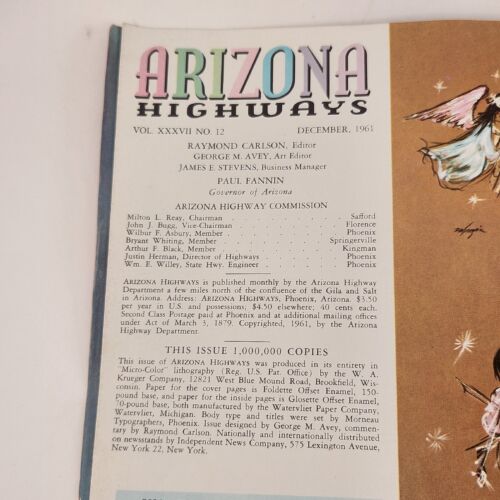 ARIZONA
HIGHWAYS
VOL. XXXVII NO. 12 DECEMBER, 1961
RAYMOND CARLSON, Editor
GEORGE M. AVEY, Art Editor
JAMES E. STEVENS, Business Manager
PAUL FANNIN
Governor of Arizona
ARIZONA HIGHWAY COMMISSION
Milton L. Reay, Chairman . . . . . . . . . Safford
John J. Bugg, Vice-Chairman . . . . . . . . Florence
Wilbur F. Asbury, Member . . . . . . . . . Phoenix
Bryant Whiting, Member . . . . . . . . Springerville
Arthur F. Black, Member . . . . . . . . . Kingman
Justin Herman, Director of Highways . . . . . . Phoenix
Wm. E. Willey, State Hwy. Engineer . . . . . . Phoenix
ARIZONA HIGHWAYS is published monthly by the Arizona Highway
Department a few miles north of the confluence of the Gila and Salt
in Arizona. Address: ARIZONA HIGHWAYS, Phoenix, Arizona. $3.50
per year in U.S. and possessions; $4.50 elsewhere; 40 cents each.
Second Class Postage paid at Phoenix and at additional mailing offices
under Act of March 3, 1879. Copyrighted, 1961, by the Arizona
Highway Department.
THIS ISSUE 1,000,000 COPIES
This issue of ARIZONA HIGHWAYS was produced in its entirety in
"Micro-Color" lithography (Reg. U.S. Pat. Office) by the W. A.
Krueger Company, 12821 West Blue Mound Road, Brookfield, Wis-
consin. Paper for the cover pages is Foldette Offset Enamel, 150-
pound base, and paper for the inside pages is Glosette Offset Enamel,
70-pound base, both manufactured by the Watervliet Paper Company,
Watervliet, Michigan. Body type and titles were set by Morneau
Typographers, Phoenix. Issue designed by George M. Avey, commen-
tary by Raymond Carlson. Nationally and internationally distributed
on newsstands by Independent News Company, 575 Lexington Avenue,
New York 22, New York.